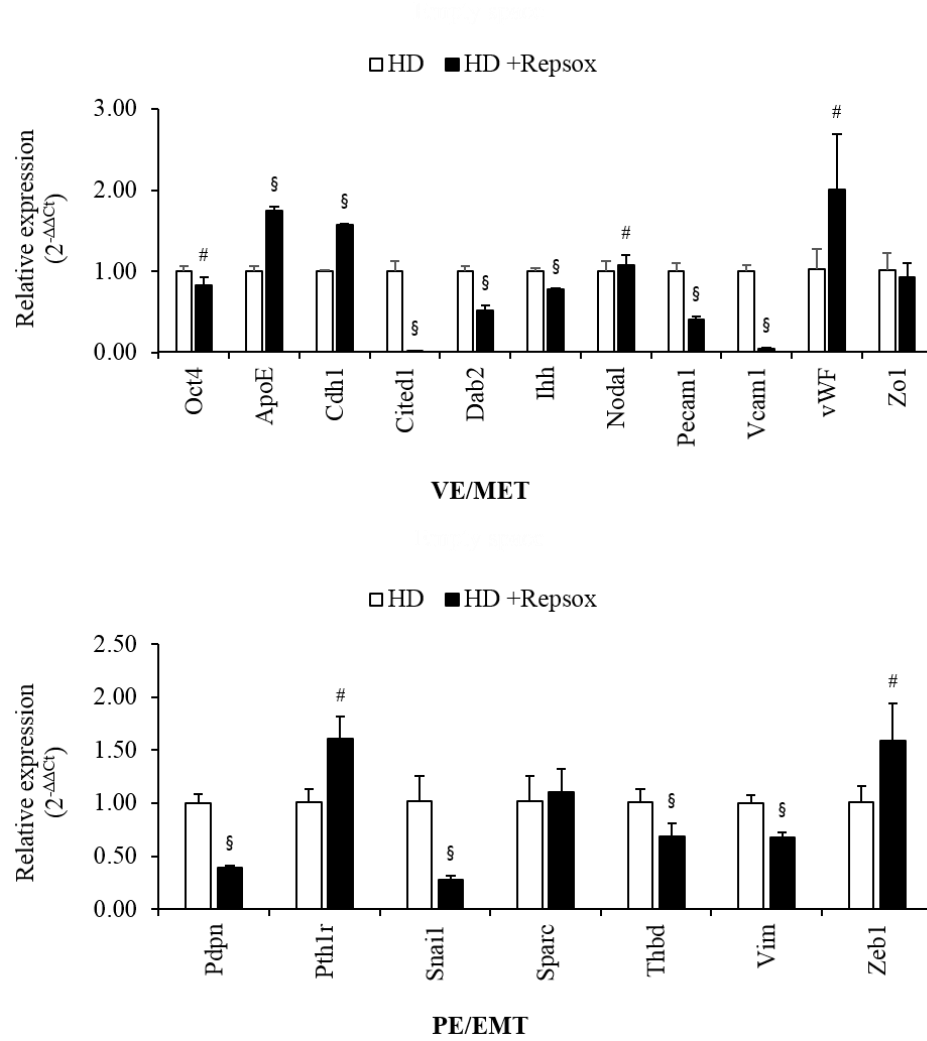 HD HD +Repsox
Relative expression
(2-ΔΔCt)
3.00
2.00
1.00
0.00
# § § § § § # § § #
Oct4 ApoE Cdh1 Cited1 Dab2 Ihh Nodal Pecam1 Vcam1 vWF Zo1
VE/MET
HD HD +Repsox
Relative expression
(2-ΔΔCt)
2.50
2.00
1.50
1.00
0.50
0.00
§ # § § § #
Pdpn Pth1r Snai1 Sparc Thbd Vim Zeb1
PE/EMT